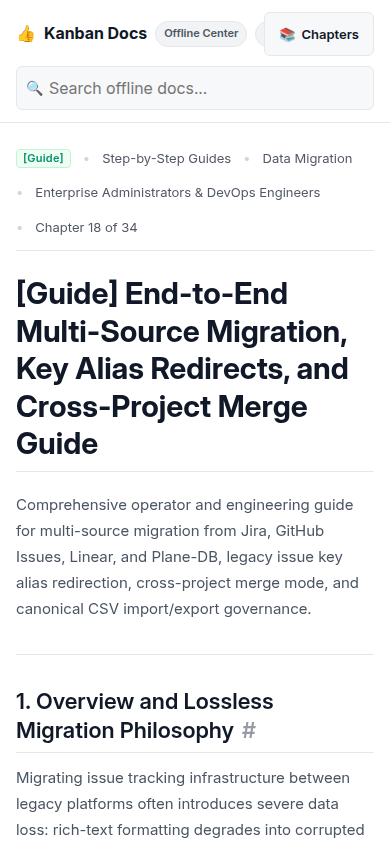 👍 Kanban Docs Offline Center
📚 Chapters
🔍 Search offline docs...
[Guide] • Step-by-Step Guides • Data Migration
• Enterprise Administrators & DevOps Engineers
• Chapter 18 of 34
[Guide] End-to-End
Multi-Source Migration,
Key Alias Redirects, and
Cross-Project Merge
Guide
Comprehensive operator and engineering guide
for multi-source migration from Jira, GitHub
Issues, Linear, and Plane-DB, legacy issue key
alias redirection, cross-project merge mode, and
canonical CSV import/export governance.
1. Overview and Lossless
Migration Philosophy #
Migrating issue tracking infrastructure between
legacy platforms often introduces severe data
loss: rich-text formatting degrades into corrupted